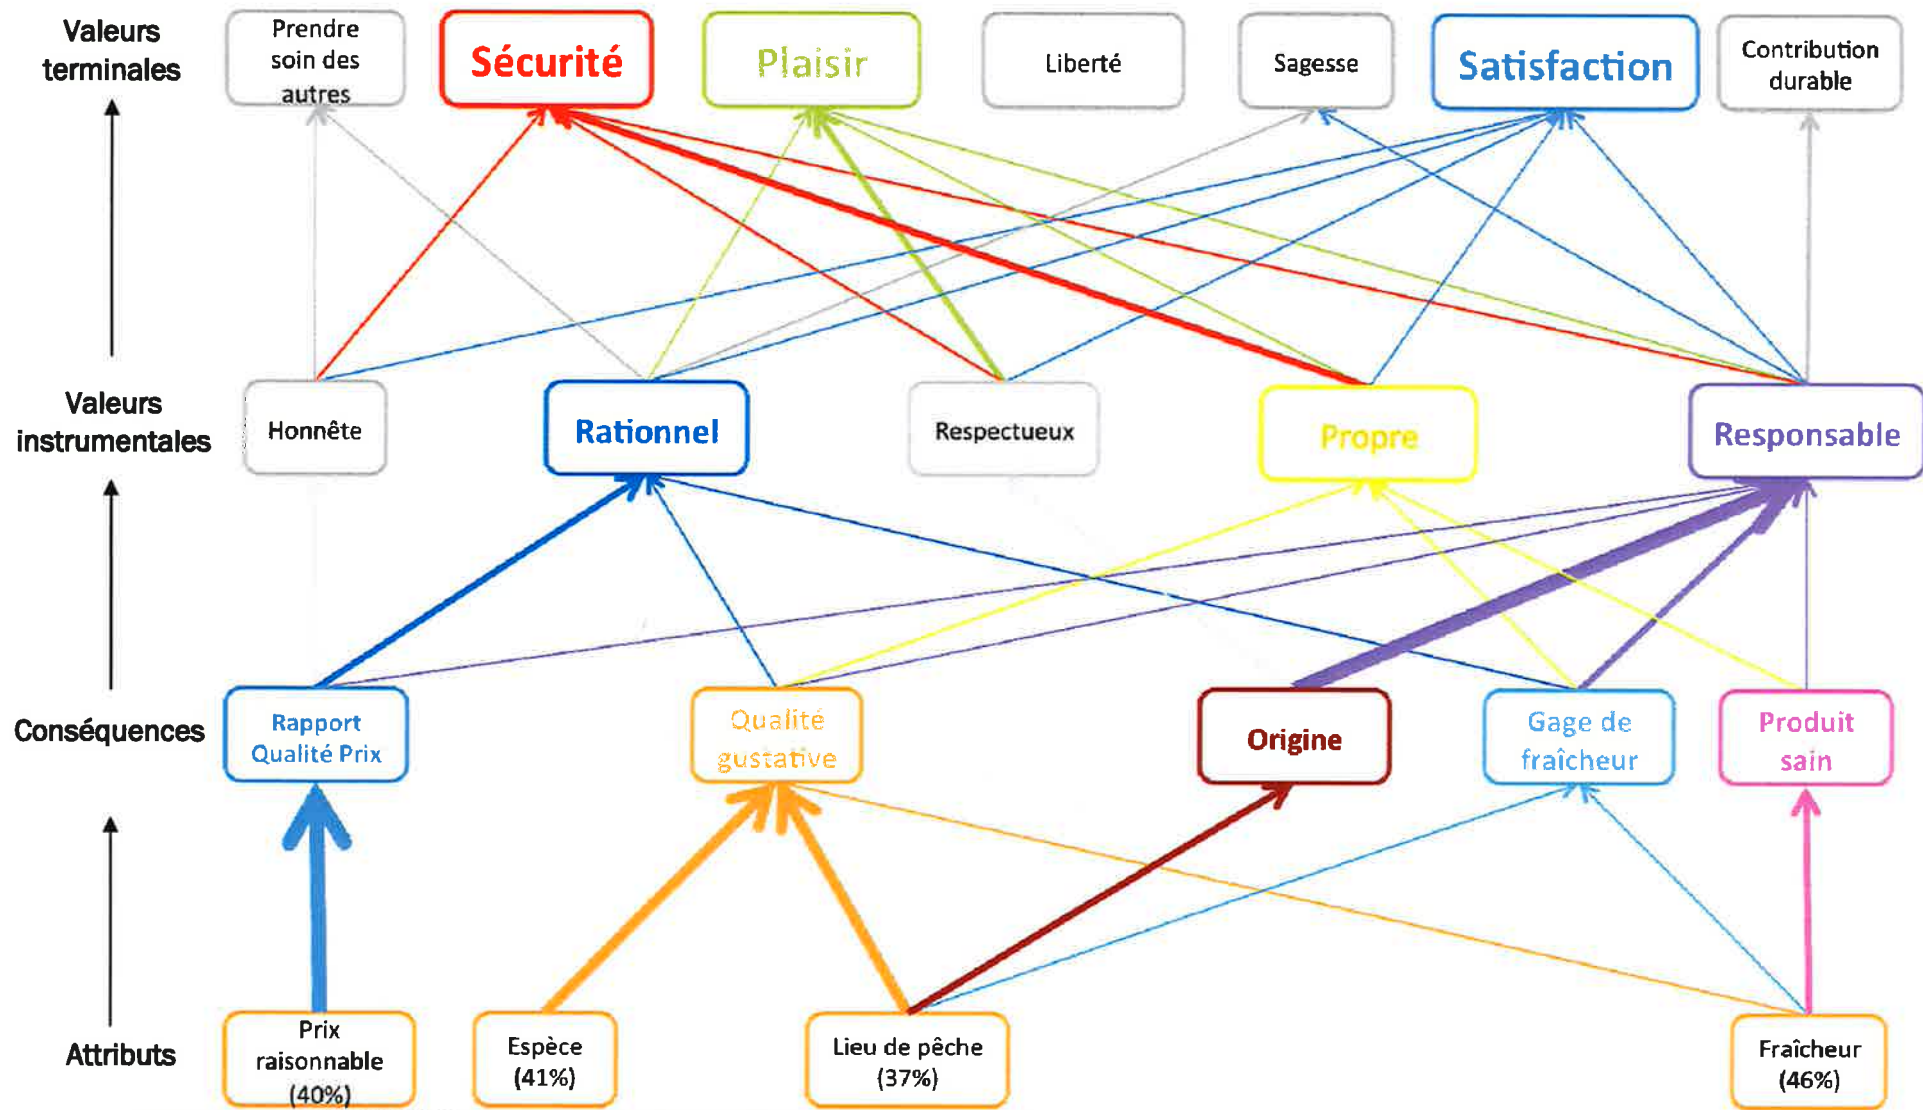 Valeurs
terminales
Prendre
soin des
autres
Sécurité
Plaisir
Liberté
Sagesse
Satisfaction
Contribution
durable
Valeurs
instrumentales
Honnête
Rationnel
Respectueux
Propre
Responsable
Conséquences
Rapport
Qualité Prix
Qualité
gustative
Origine
Gage de
fraîcheur
Produit
sain
Attributs
Prix
raisonnable
(40%)
Espèce
(41%)
Lieu de pêche
(37%)
Fraîcheur
(46%)